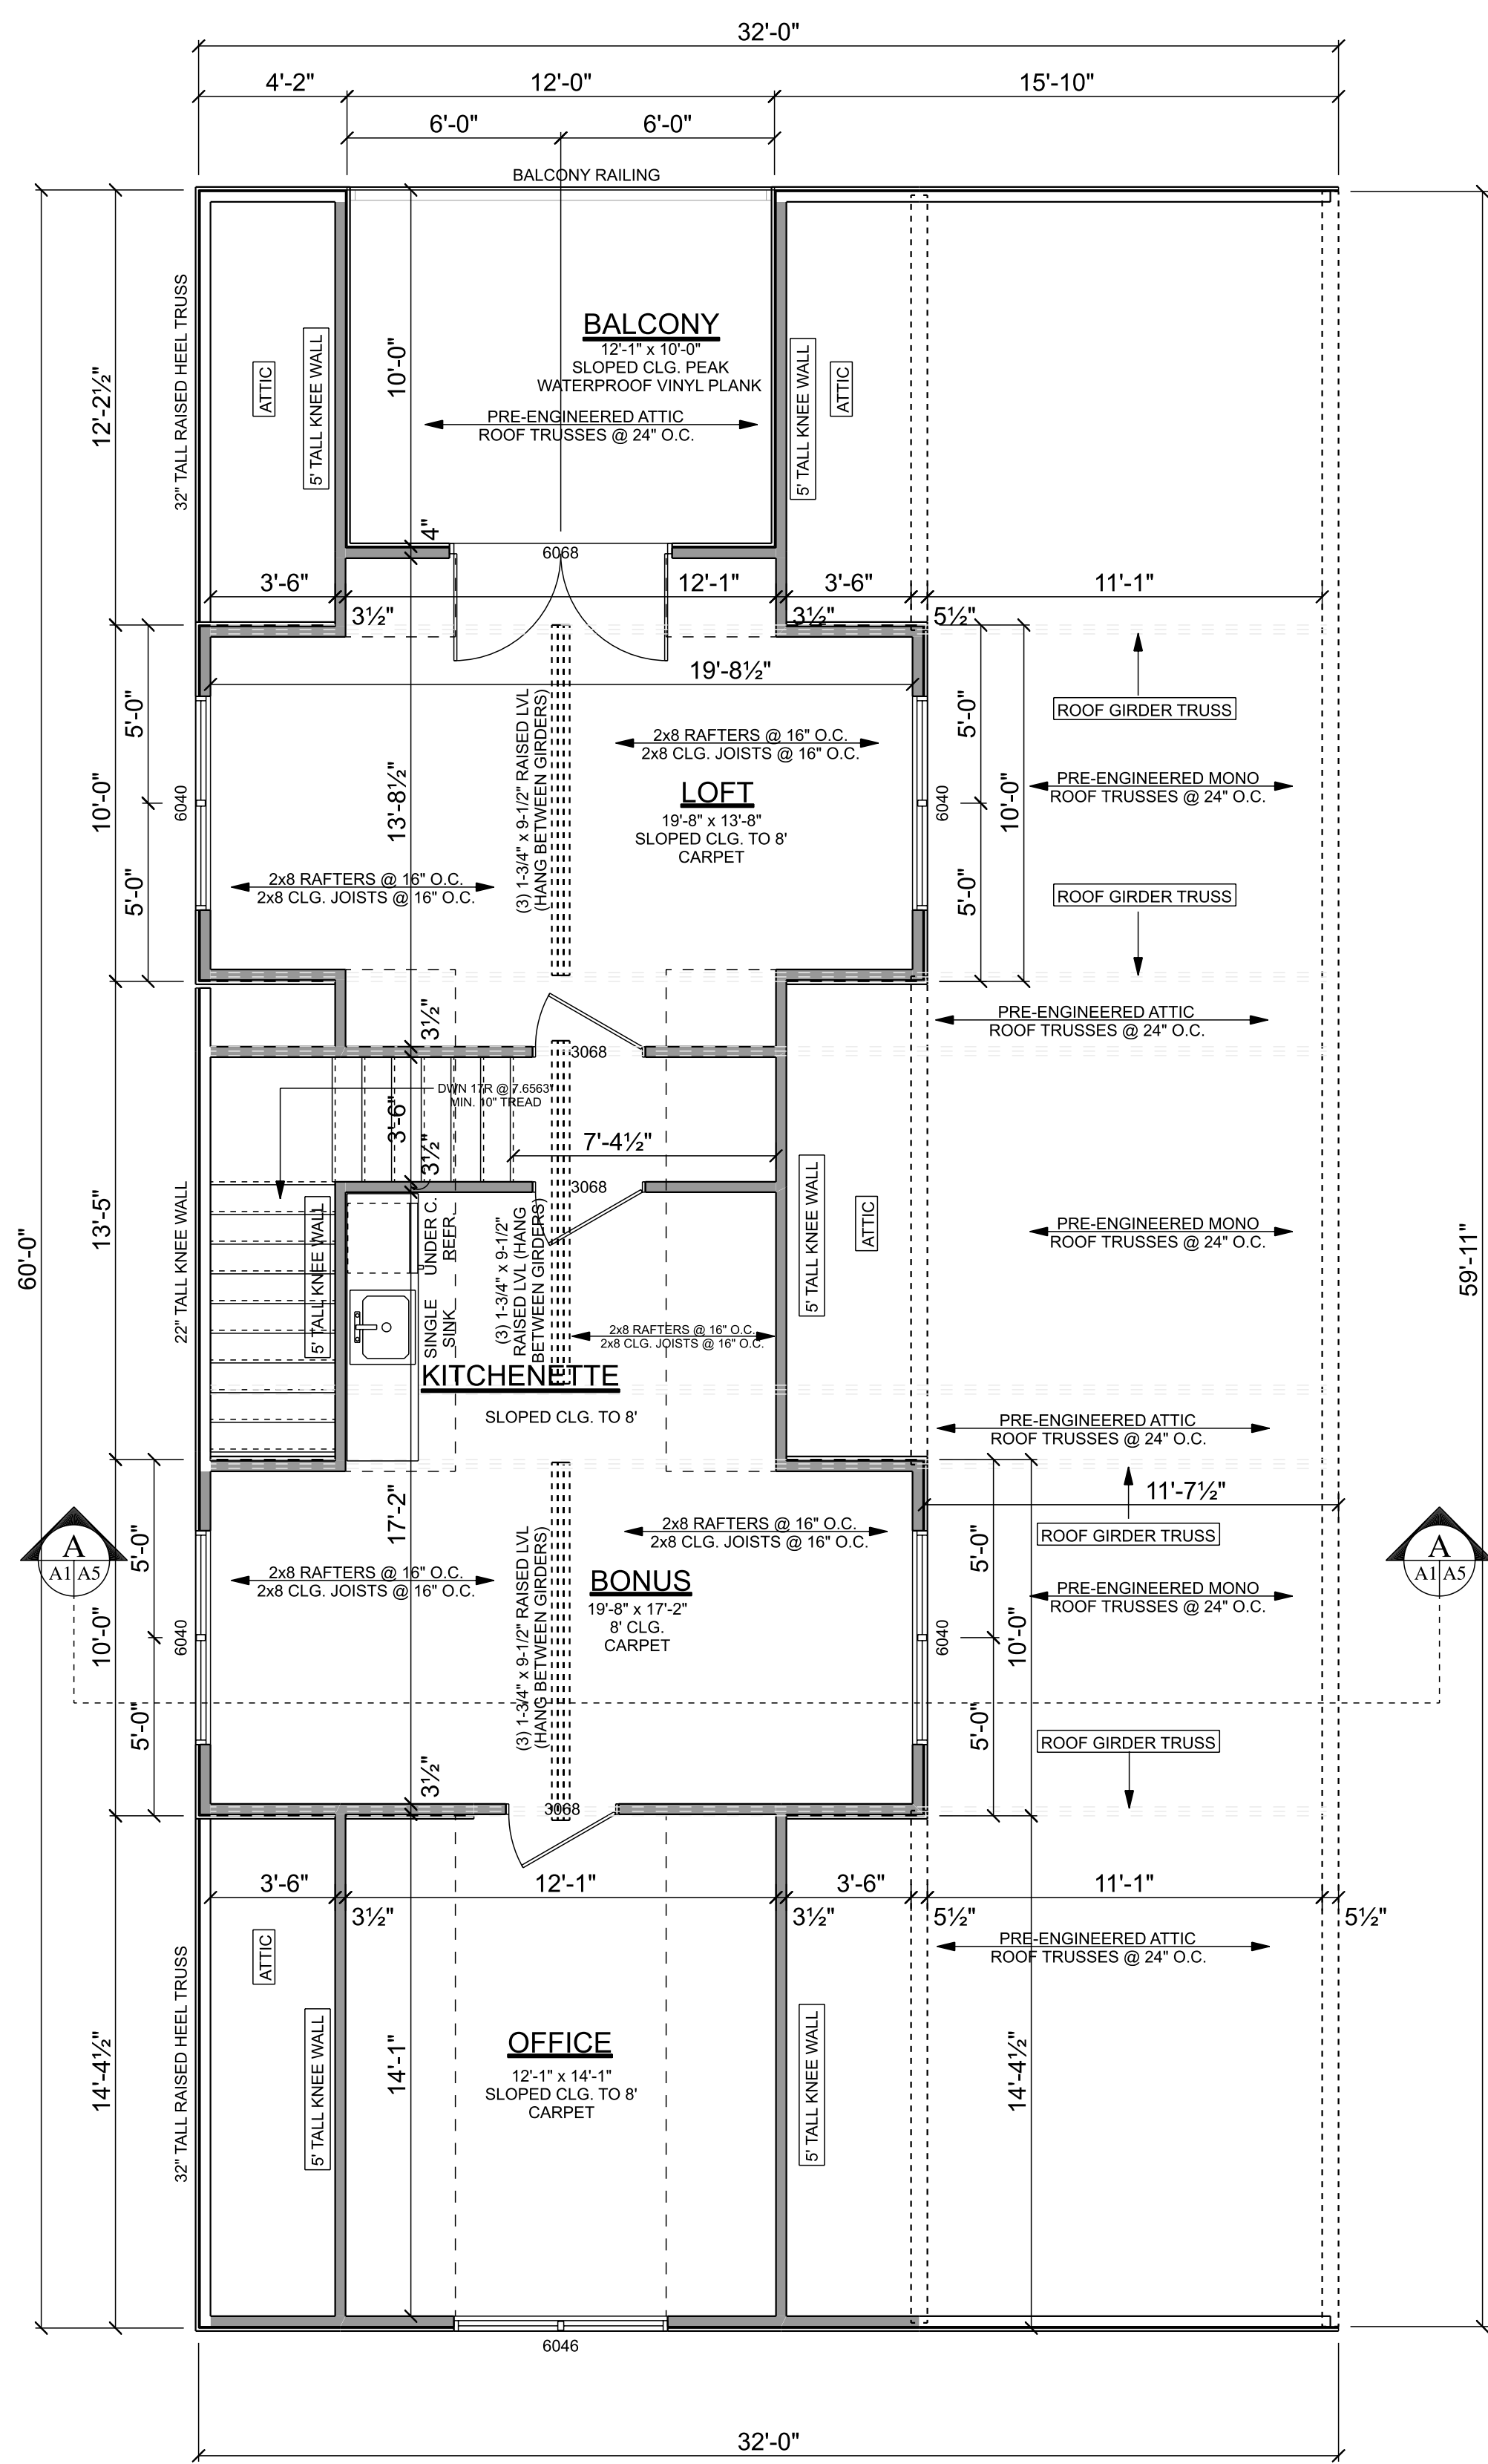 32'-0"
4'-2"
12'-0"
15'-10"
6'-0"
6'-0"
BALCONY RAILING
32" TALL RAISED HEEL TRUSS
12'-2½"
ATTIC
5' TALL KNEE WALL
10'-0"
BALCONY
12'-1" x 10'-0"
SLOPED CLG. PEAK
WATERPROOF VINYL PLANK
PRE-ENGINEERED ATTIC
ROOF TRUSSES @ 24" O.C.
5' TALL KNEE WALL
ATTIC
4"
6068
3'-6"
3½"
12'-1"
3½"
3'-6"
5½"
11'-1"
19'-8½"
5'-0"
10'-0"
5'-0"
6040
13'-8½"
(3) 1-3/4" x 9-1/2" RAISED LVL
(HANG BETWEEN GIRDERS)
2x8 RAFTERS @ 16" O.C.
2x8 CLG. JOISTS @ 16" O.C.
LOFT
19'-8" x 13'-8"
SLOPED CLG. TO 8'
CARPET
2x8 RAFTERS @ 16" O.C.
2x8 CLG. JOISTS @ 16" O.C.
6040
5'-0"
5'-0"
10'-0"
ROOF GIRDER TRUSS
PRE-ENGINEERED MONO
ROOF TRUSSES @ 24" O.C.
ROOF GIRDER TRUSS
PRE-ENGINEERED ATTIC
ROOF TRUSSES @ 24" O.C.
3½"
3068
DWN 17R @ 7.6563"
MIN. 10" TREAD
3'-6"
3½"
7'-4½"
3068
60'-0"
13'-5"
22" TALL KNEE WALL
5' TALL KNEE WALL
UNDER C.
REFR.
SINGLE
SINK
(3) 1-3/4" x 9-1/2"
RAISED LVL (HANG
BETWEEN GIRDERS)
2x8 RAFTERS @ 16" O.C.
2x8 CLG. JOISTS @ 16" O.C.
KITCHENETTE
SLOPED CLG. TO 8'
5' TALL KNEE WALL
ATTIC
PRE-ENGINEERED MONO
ROOF TRUSSES @ 24" O.C.
59'-11"
PRE-ENGINEERED ATTIC
ROOF TRUSSES @ 24" O.C.
11'-7½"
A
A1 A5
5'-0"
10'-0"
5'-0"
6040
17'-2"
2x8 RAFTERS @ 16" O.C.
2x8 CLG. JOISTS @ 16" O.C.
2x8 RAFTERS @ 16" O.C.
2x8 CLG. JOISTS @ 16" O.C.
(3) 1-3/4" x 9-1/2" RAISED LVL
(HANG BETWEEN GIRDERS)
BONUS
19'-8" x 17'-2"
8' CLG.
CARPET
6040
5'-0"
5'-0"
10'-0"
ROOF GIRDER TRUSS
PRE-ENGINEERED MONO
ROOF TRUSSES @ 24" O.C.
ROOF GIRDER TRUSS
A
A1 A5
3½"
3068
3'-6"
3½"
12'-1"
3½"
3'-6"
5½"
11'-1"
5½"
PRE-ENGINEERED ATTIC
ROOF TRUSSES @ 24" O.C.
14'-4½"
32" TALL RAISED HEEL TRUSS
ATTIC
5' TALL KNEE WALL
14'-1"
OFFICE
12'-1" x 14'-1"
SLOPED CLG. TO 8'
CARPET
5' TALL KNEE WALL
14'-4½"
6046
32'-0"